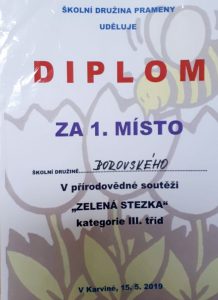 ŠKOLNÍ DRUŽINA PRAMENY
UDĚLUJE
DIPLOM
ZA 1. MÍSTO
ŠKOLNÍ DRUŽINĚ BOROVSKÉHO
V přírodovědné soutěži
„ZELENÁ STEZKA“
kategorie III. tříd
V Karviné, 15. 5. 2019